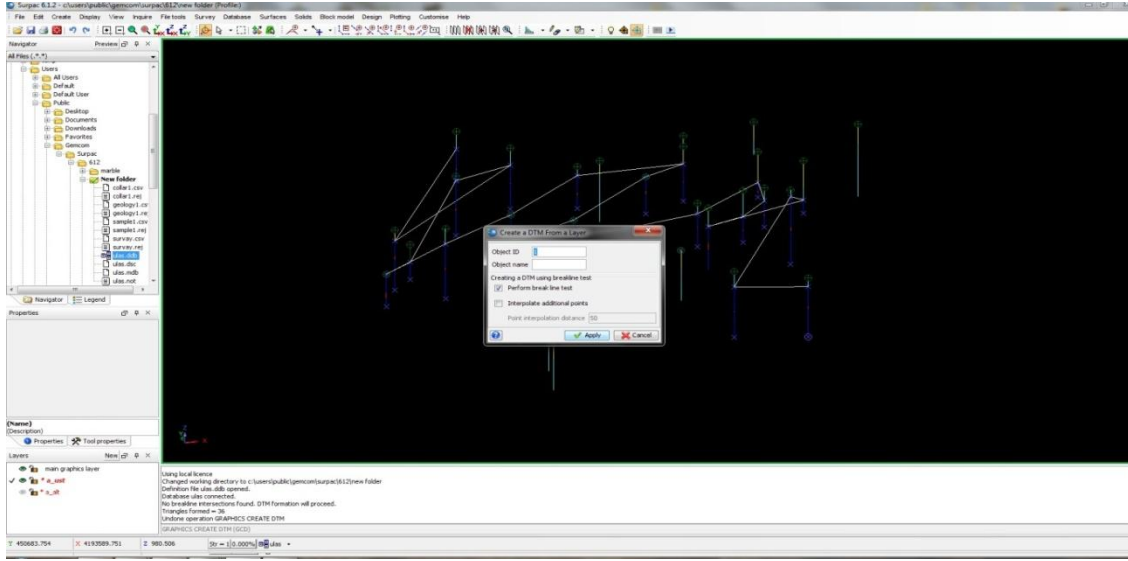 Surpac 6.1.2 - c:\users\public\gemcom\surpac\612\new folder (Profile:)
File Edit Create Display View Inquire File tools Survey Database Surfaces Solids Block model Design Plotting Customise Help
Navigator Preview
All Files (.*.*)
Users
All Users
Default
Default User
Public
Desktop
Documents
Downloads
Favorites
Gemcom
Surpac
612
marble
New folder
collar1.csv
collar1.rej
geology1.cs
geology1.re
sample1.csv
sample1.rej
survay.csv
survay.rej
ulas.ddb
ulas.dsc
ulas.mdb
ulas.not
Navigator Legend
Properties
(Name)
(Description)
Properties Tool properties
Layers New
main graphics layer
Create a DTM From a Layer
Object ID
Object name
Creating a DTM using breakline test
Perform break line test
Interpolate additional points
Point interpolation distance 50
Apply Cancel
Using local licence
Changed working directory to c:\users\public\gemcom\surpac\612\new folder
Definition file ulas.ddb opened.
Database ulas connected.
No breakline intersections found. DTM formation will proceed.
Triangles formed = 36
Undone operation GRAPHICS CREATE DTM
GRAPHICS CREATE DTM (GCD)
Y 450683.754 X 4193589.751 Z 980.506 Str = 1 0.000% ulas